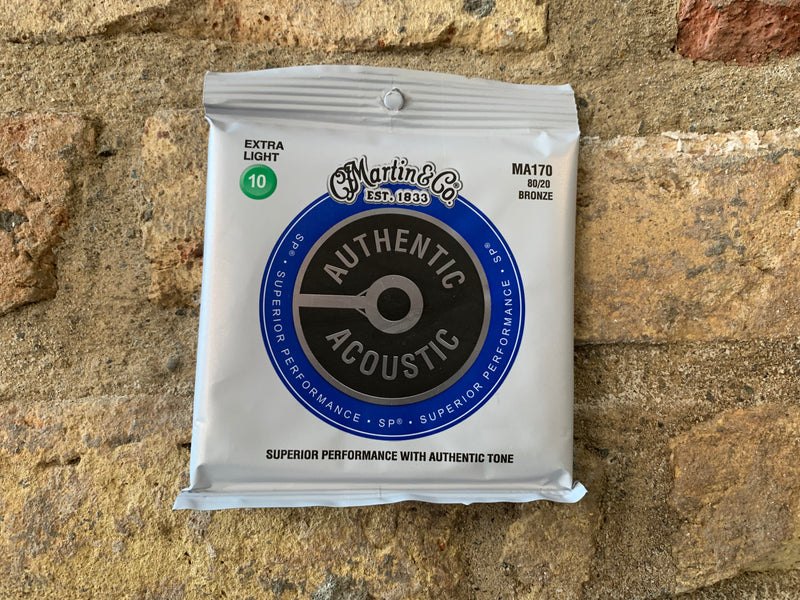 EXTRA
LIGHT
10
Martin & Co.®
EST. 1833
MA170
80/20
BRONZE
AUTHENTIC
ACOUSTIC
SP® • SUPERIOR PERFORMANCE • SP® • SUPERIOR PERFORMANCE • SP®
SUPERIOR PERFORMANCE WITH AUTHENTIC TONE